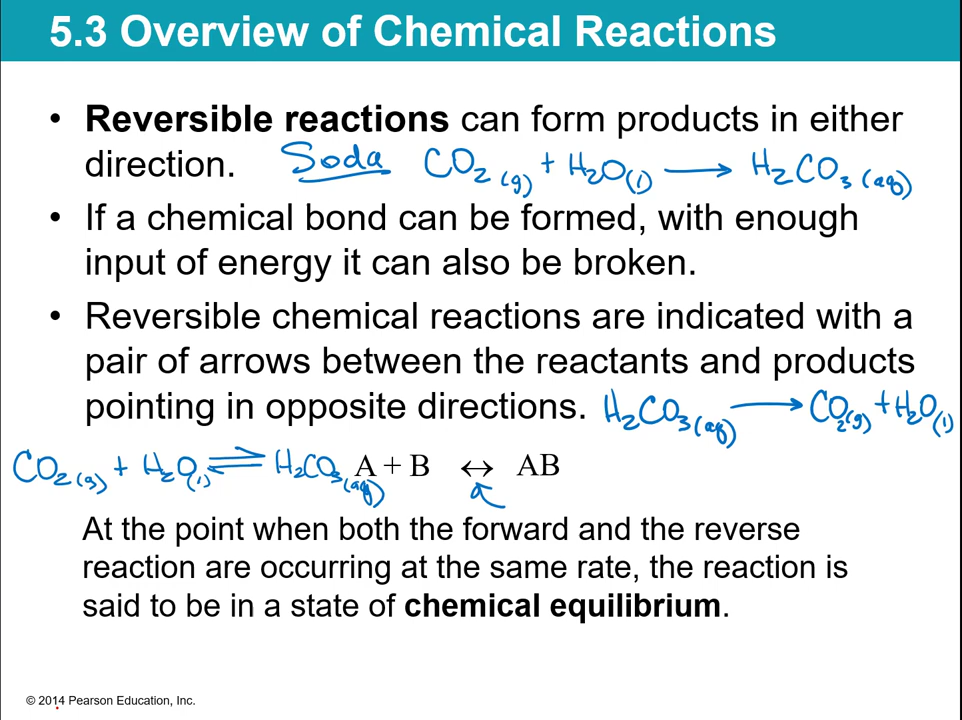 5.3 Overview of Chemical Reactions
• Reversible reactions can form products in either
direction. Soda CO2 (g) + H2O(l) → H2CO3 (aq)
• If a chemical bond can be formed, with enough
input of energy it can also be broken.
• Reversible chemical reactions are indicated with a
pair of arrows between the reactants and products
pointing in opposite directions. H2CO3 (aq) → CO2(g) + H2O(l)
CO2 (g) + H2O(l) ⇌ H2CO3 (aq) A + B ↔ AB
At the point when both the forward and the reverse
reaction are occurring at the same rate, the reaction is
said to be in a state of chemical equilibrium.
© 2014 Pearson Education, Inc.